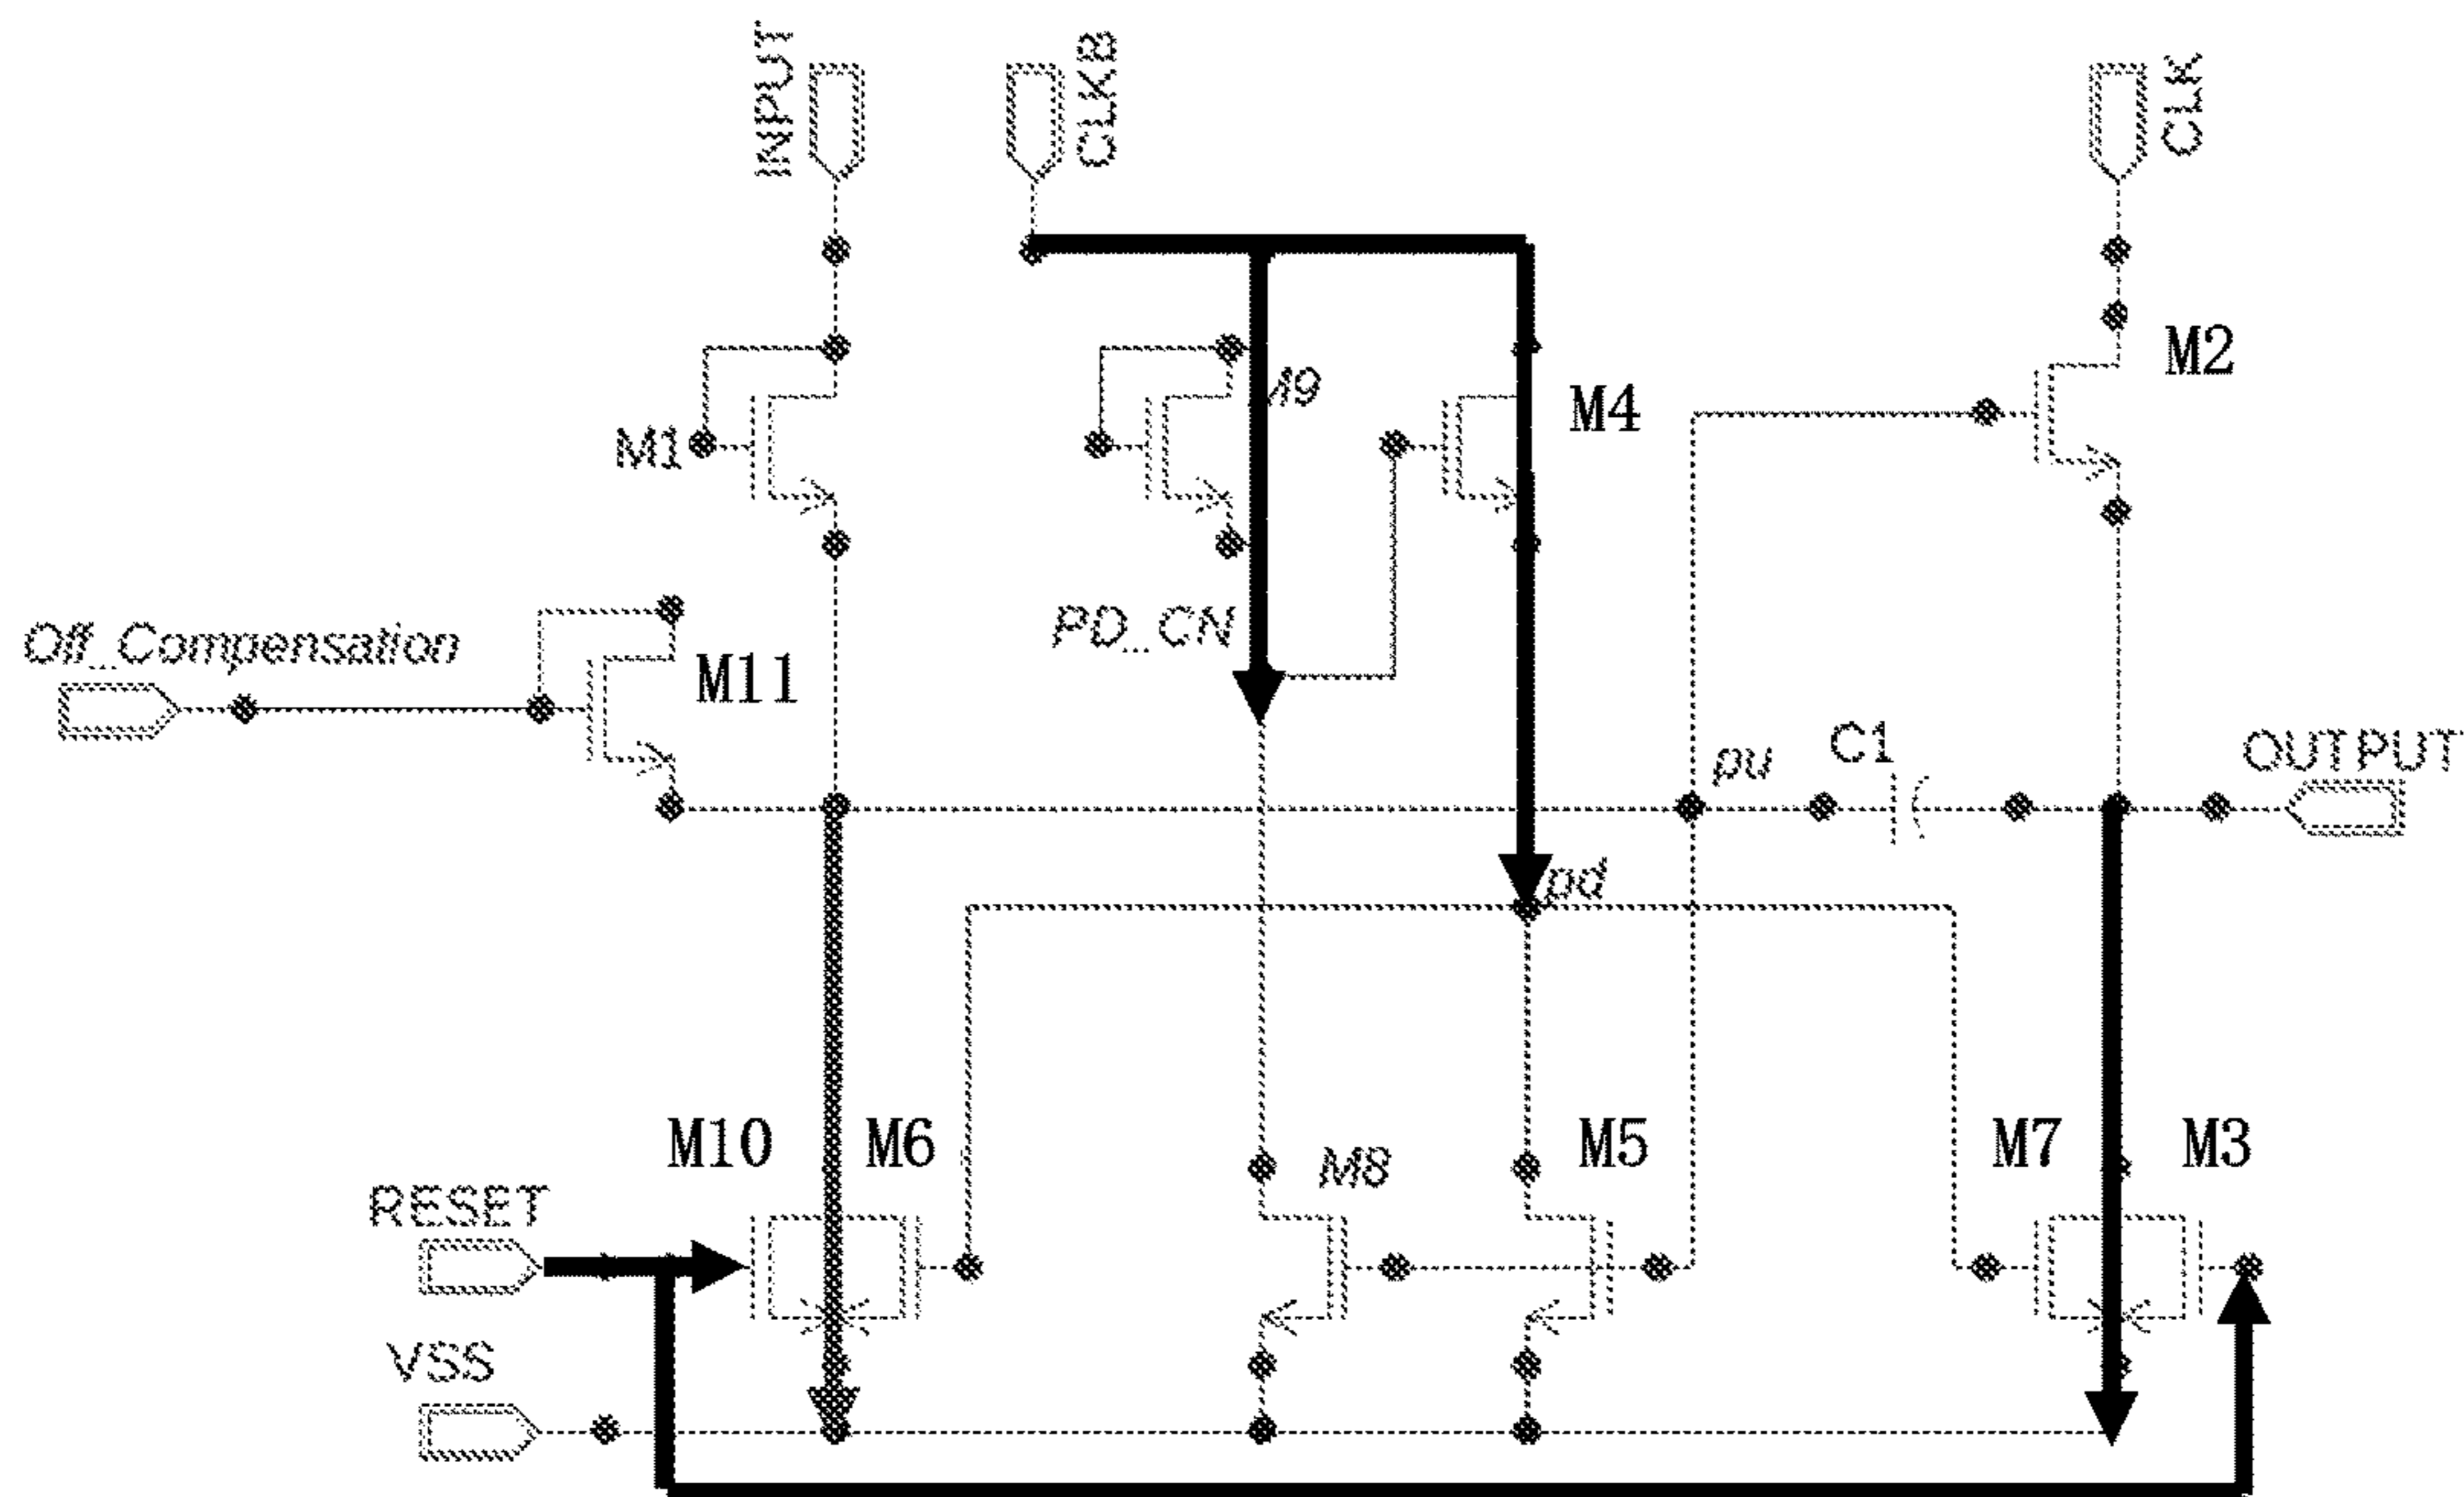 INPUT
CLKB
CLK
M2
M9
M4
M1
PD_CN
Off_Compensation
M11
pu
C1
OUTPUT
pd
M10
M6
M8
M5
M7
M3
RESET
VSS